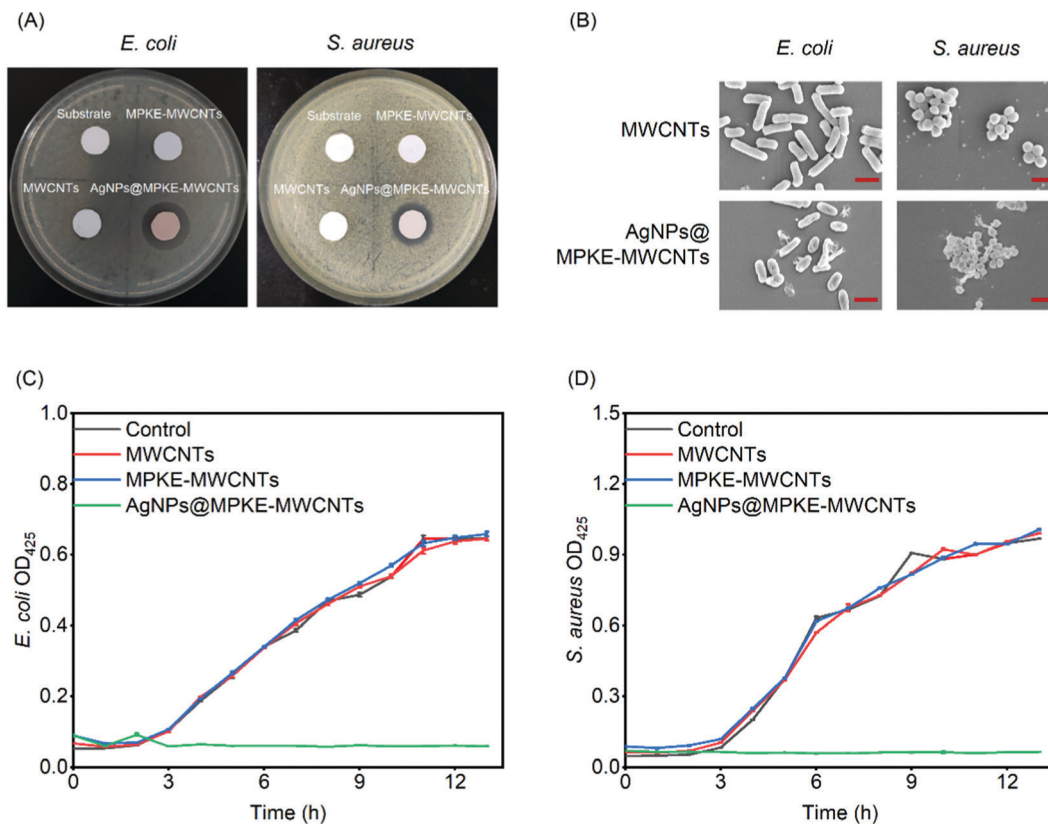 (A)
E. coli
S. aureus
Substrate
MPKE-MWCNTs
MWCNTs
AgNPs@MPKE-MWCNTs
Substrate
MPKE-MWCNTs
MWCNTs
AgNPs@MPKE-MWCNTs
(B)
E. coli
S. aureus
MWCNTs
AgNPs@
MPKE-MWCNTs
(C)
1.0
0.8
0.6
0.4
0.2
0.0
E. coli OD425
Control
MWCNTs
MPKE-MWCNTs
AgNPs@MPKE-MWCNTs
0
3
6
9
12
Time (h)
(D)
1.5
1.2
0.9
0.6
0.3
0.0
S. aureus OD425
Control
MWCNTs
MPKE-MWCNTs
AgNPs@MPKE-MWCNTs
0
3
6
9
12
Time (h)